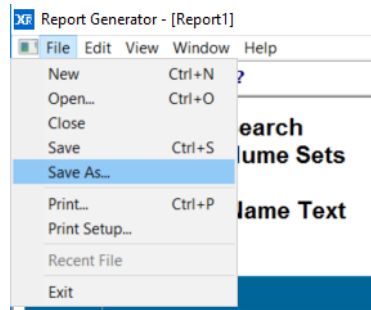 XR Report Generator - [Report1]
File Edit View Window Help
New Ctrl+N
?
Open... Ctrl+O
Close
earch
Save Ctrl+S
lume Sets
Save As...
Print... Ctrl+P
Name Text
Print Setup...
Recent File
Exit